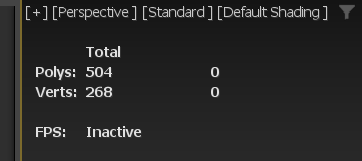 [+] [Perspective ] [Standard ] [Default Shading ]
Total
Polys: 504 0
Verts: 268 0
FPS: Inactive